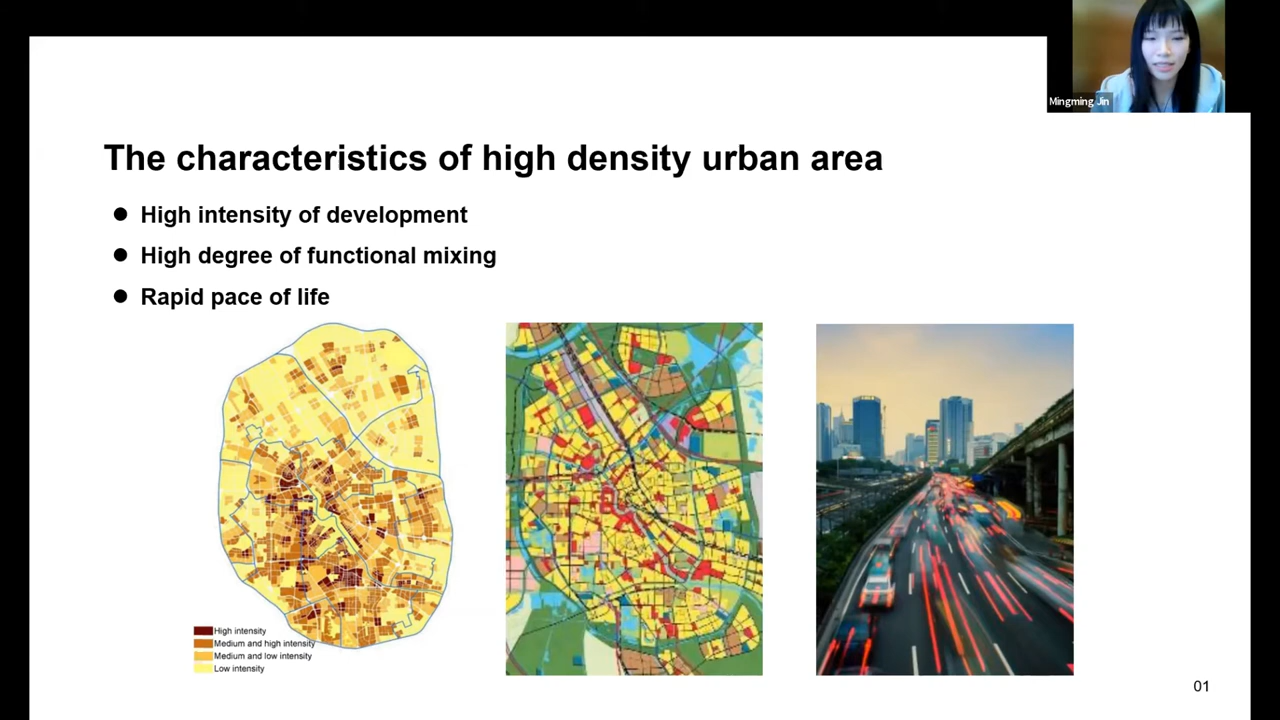 Mingming Jin
The characteristics of high density urban area
● High intensity of development
● High degree of functional mixing
● Rapid pace of life
High intensity
Medium and high intensity
Medium and low intensity
Low intensity
01